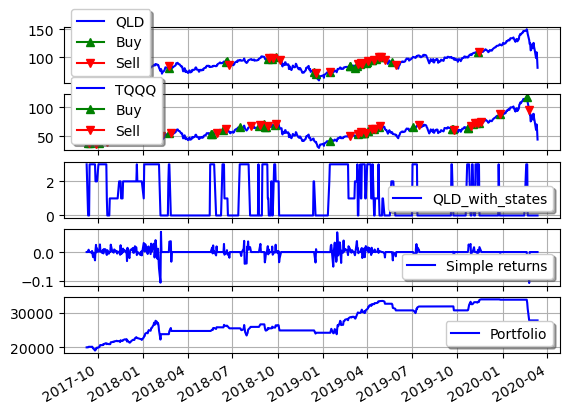 150
100
QLD
Buy
Sell
100
50
TQQQ
Buy
Sell
2
0
QLD_with_states
0.0
−0.1
Simple returns
30000
20000
Portfolio
2017-10
2018-01
2018-04
2018-07
2018-10
2019-01
2019-04
2019-07
2019-10
2020-01
2020-04